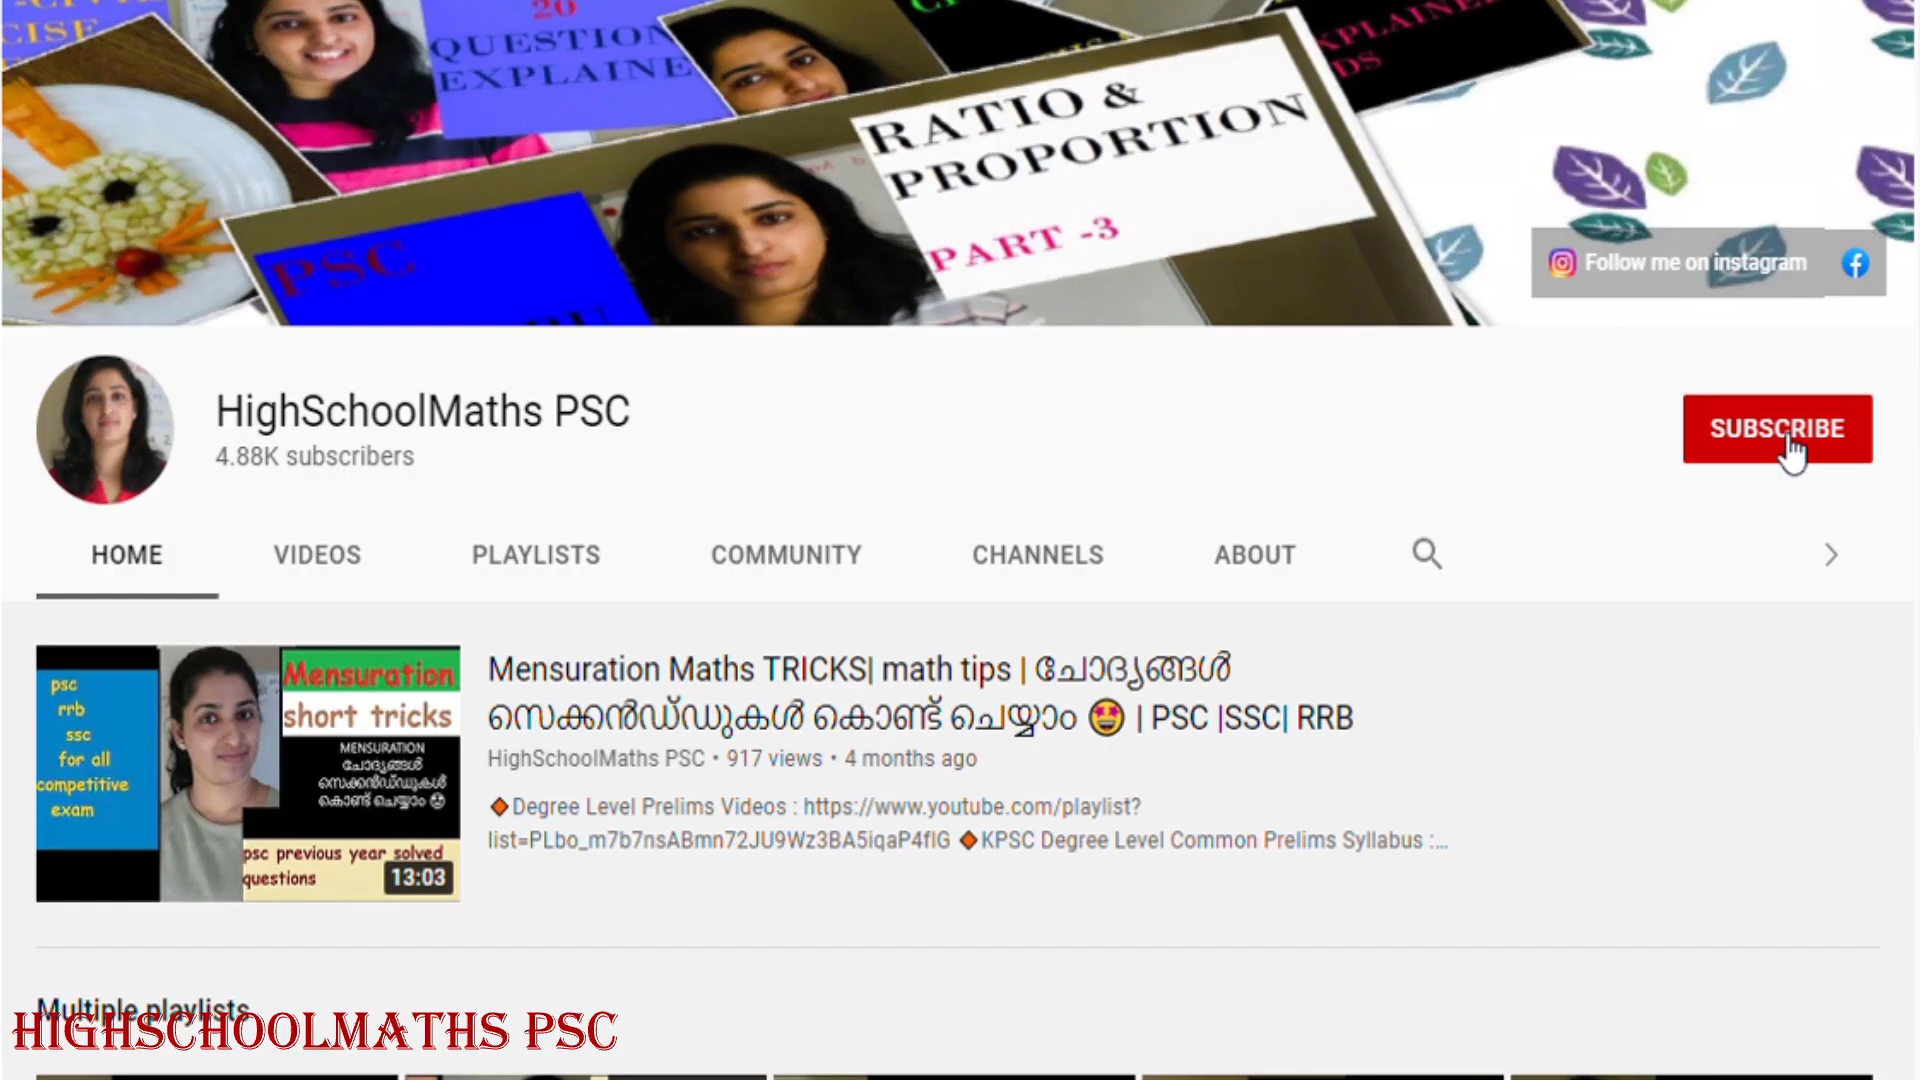 20
QUESTION
EXPLAINE
RATIO &
PROPORTION
PART -3
PSC
Follow me on instagram
HighSchoolMaths PSC
4.88K subscribers
SUBSCRIBE
HOME VIDEOS PLAYLISTS COMMUNITY CHANNELS ABOUT
psc
rrb
ssc
for all
competitive
exam
Mensuration
short tricks
MENSURATION
ചോദ്യങ്ങൾ
സെക്കൻഡ്ഡുകൾ
കൊണ്ട് ചെയ്യാം
psc previous year solved
questions
13:03
Mensuration Maths TRICKS| math tips | ചോദ്യങ്ങൾ
സെക്കൻഡ്ഡുകൾ കൊണ്ട് ചെയ്യാം 🤩 | PSC |SSC| RRB
HighSchoolMaths PSC • 917 views • 4 months ago
🔶Degree Level Prelims Videos : https://www.youtube.com/playlist?
list=PLbo_m7b7nsABmn72JU9Wz3BA5iqaP4flG 🔶KPSC Degree Level Common Prelims Syllabus :...
Multiple playlists
HIGHSCHOOLMATHS PSC